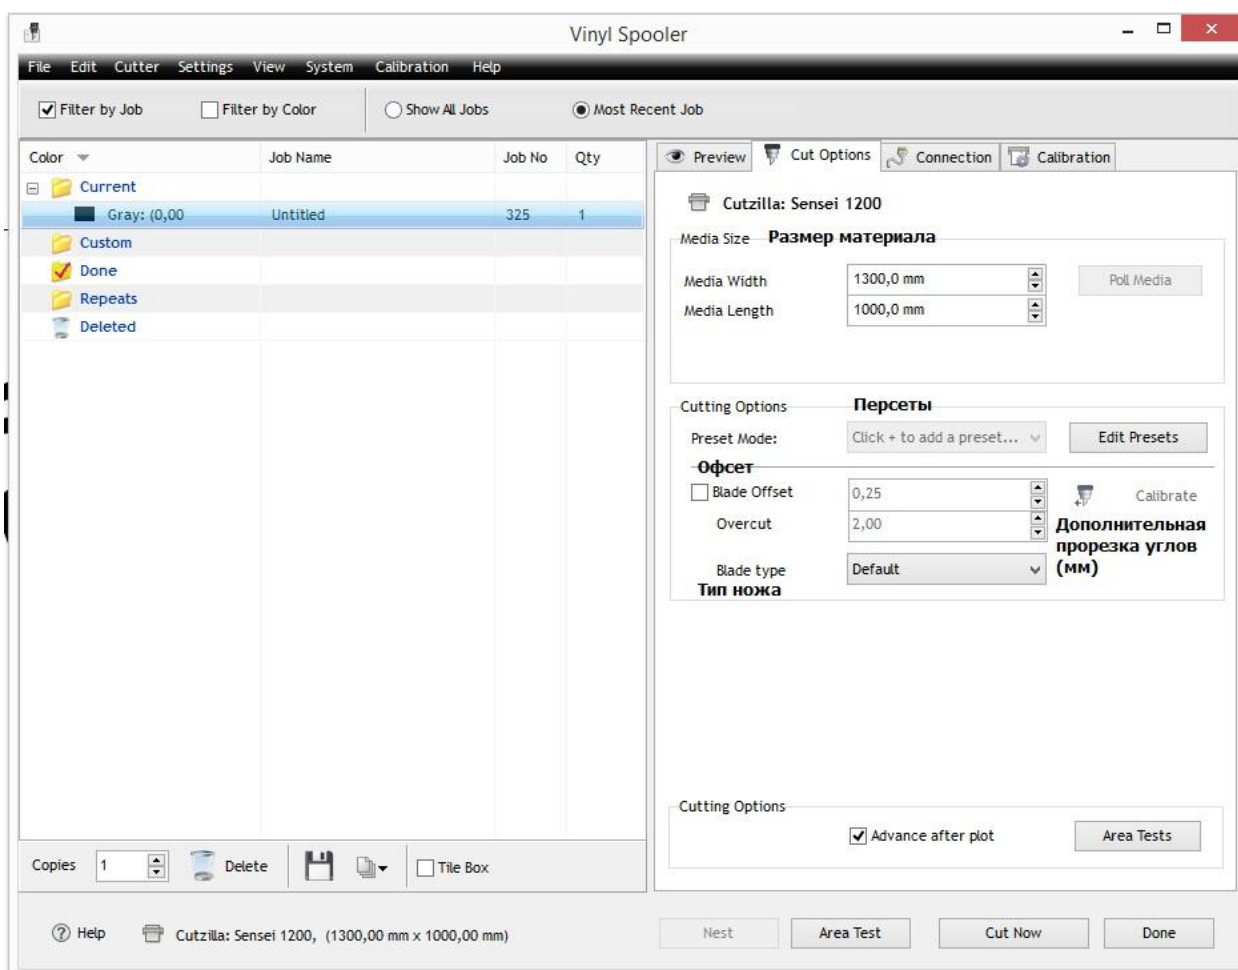 Vinyl Spooler
File Edit Cutter Settings View System Calibration Help
Filter by Job Filter by Color Show All Jobs Most Recent Job
Color Job Name Job No Qty
Current
Gray: (0,00 Untitled 325 1
Custom
Done
Repeats
Deleted
Preview Cut Options Connection Calibration
Cutzilla: Sensei 1200
Media Size Размер материала
Media Width 1300,0 mm Poll Media
Media Length 1000,0 mm
Cutting Options Персеты
Preset Mode: Click + to add a preset... Edit Presets
Офсет
Blade Offset 0,25 Calibrate
Overcut 2,00 Дополнительная
прорезка углов
Blade type Default (мм)
Тип ножа
Cutting Options
Advance after plot Area Tests
Copies 1 Delete Tile Box
Help Cutzilla: Sensei 1200, (1300,00 mm x 1000,00 mm) Nest Area Test Cut Now Done